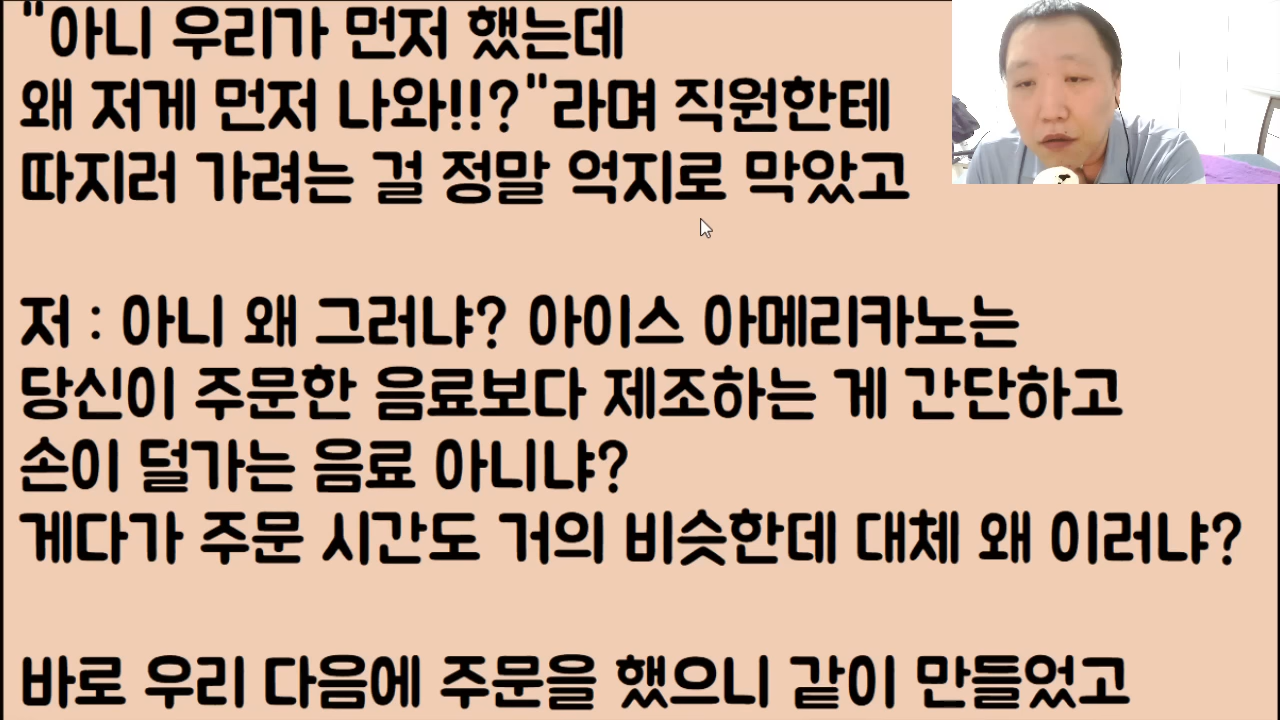 "아니 우리가 먼저 했는데
왜 저게 먼저 나와!!?"라며 직원한테
따지러 가려는 걸 정말 억지로 막았고
저 : 아니 왜 그러냐? 아이스 아메리카노는
당신이 주문한 음료보다 제조하는 게 간단하고
손이 덜가는 음료 아니냐?
게다가 주문 시간도 거의 비슷한데 대체 왜 이러냐?
바로 우리 다음에 주문을 했으니 같이 만들었고